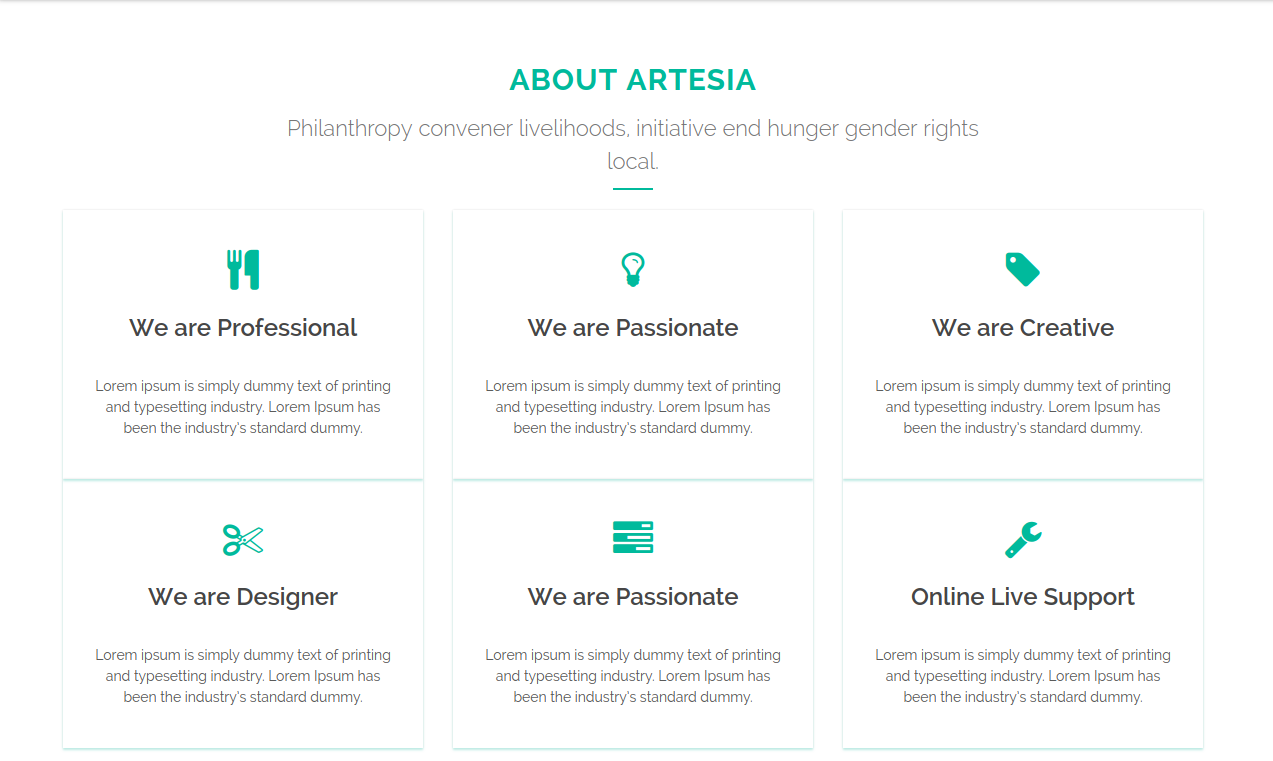 ABOUT ARTESIA
Philanthropy convener livelihoods, initiative end hunger gender rights
local.
We are Professional
Lorem ipsum is simply dummy text of printing
and typesetting industry. Lorem Ipsum has
been the industry's standard dummy.
We are Passionate
Lorem ipsum is simply dummy text of printing
and typesetting industry. Lorem Ipsum has
been the industry's standard dummy.
We are Creative
Lorem ipsum is simply dummy text of printing
and typesetting industry. Lorem Ipsum has
been the industry's standard dummy.
We are Designer
Lorem ipsum is simply dummy text of printing
and typesetting industry. Lorem Ipsum has
been the industry's standard dummy.
We are Passionate
Lorem ipsum is simply dummy text of printing
and typesetting industry. Lorem Ipsum has
been the industry's standard dummy.
Online Live Support
Lorem ipsum is simply dummy text of printing
and typesetting industry. Lorem Ipsum has
been the industry's standard dummy.